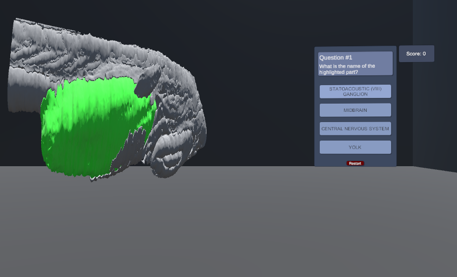 Question #1
What is the name of the
highlighted part?
Score: 0
STATOACOUSTIC (VIII)
GANGLION
MIDBRAIN
CENTRAL NERVOUS SYSTEM
YOLK
Restart